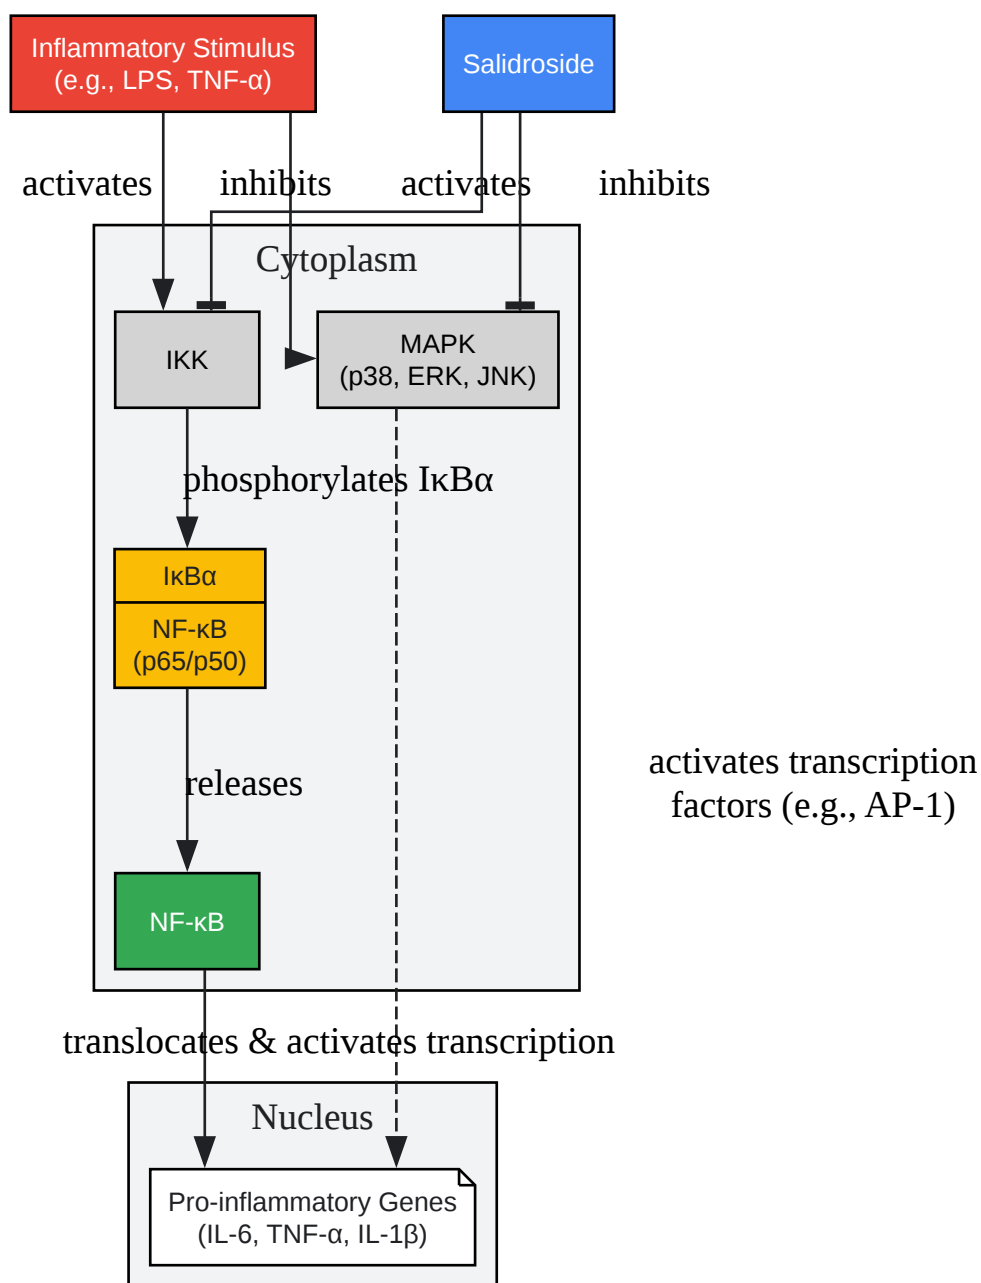 Inflammatory Stimulus
(e.g., LPS, TNF-α)
Salidroside
activates
inhibits
activates
inhibits
Cytoplasm
IKK
MAPK
(p38, ERK, JNK)
phosphorylates IκBα
IκBα
NF-κB
(p65/p50)
releases
activates transcription
factors (e.g., AP-1)
NF-κB
translocates & activates transcription
Nucleus
Pro-inflammatory Genes
(IL-6, TNF-α, IL-1β)